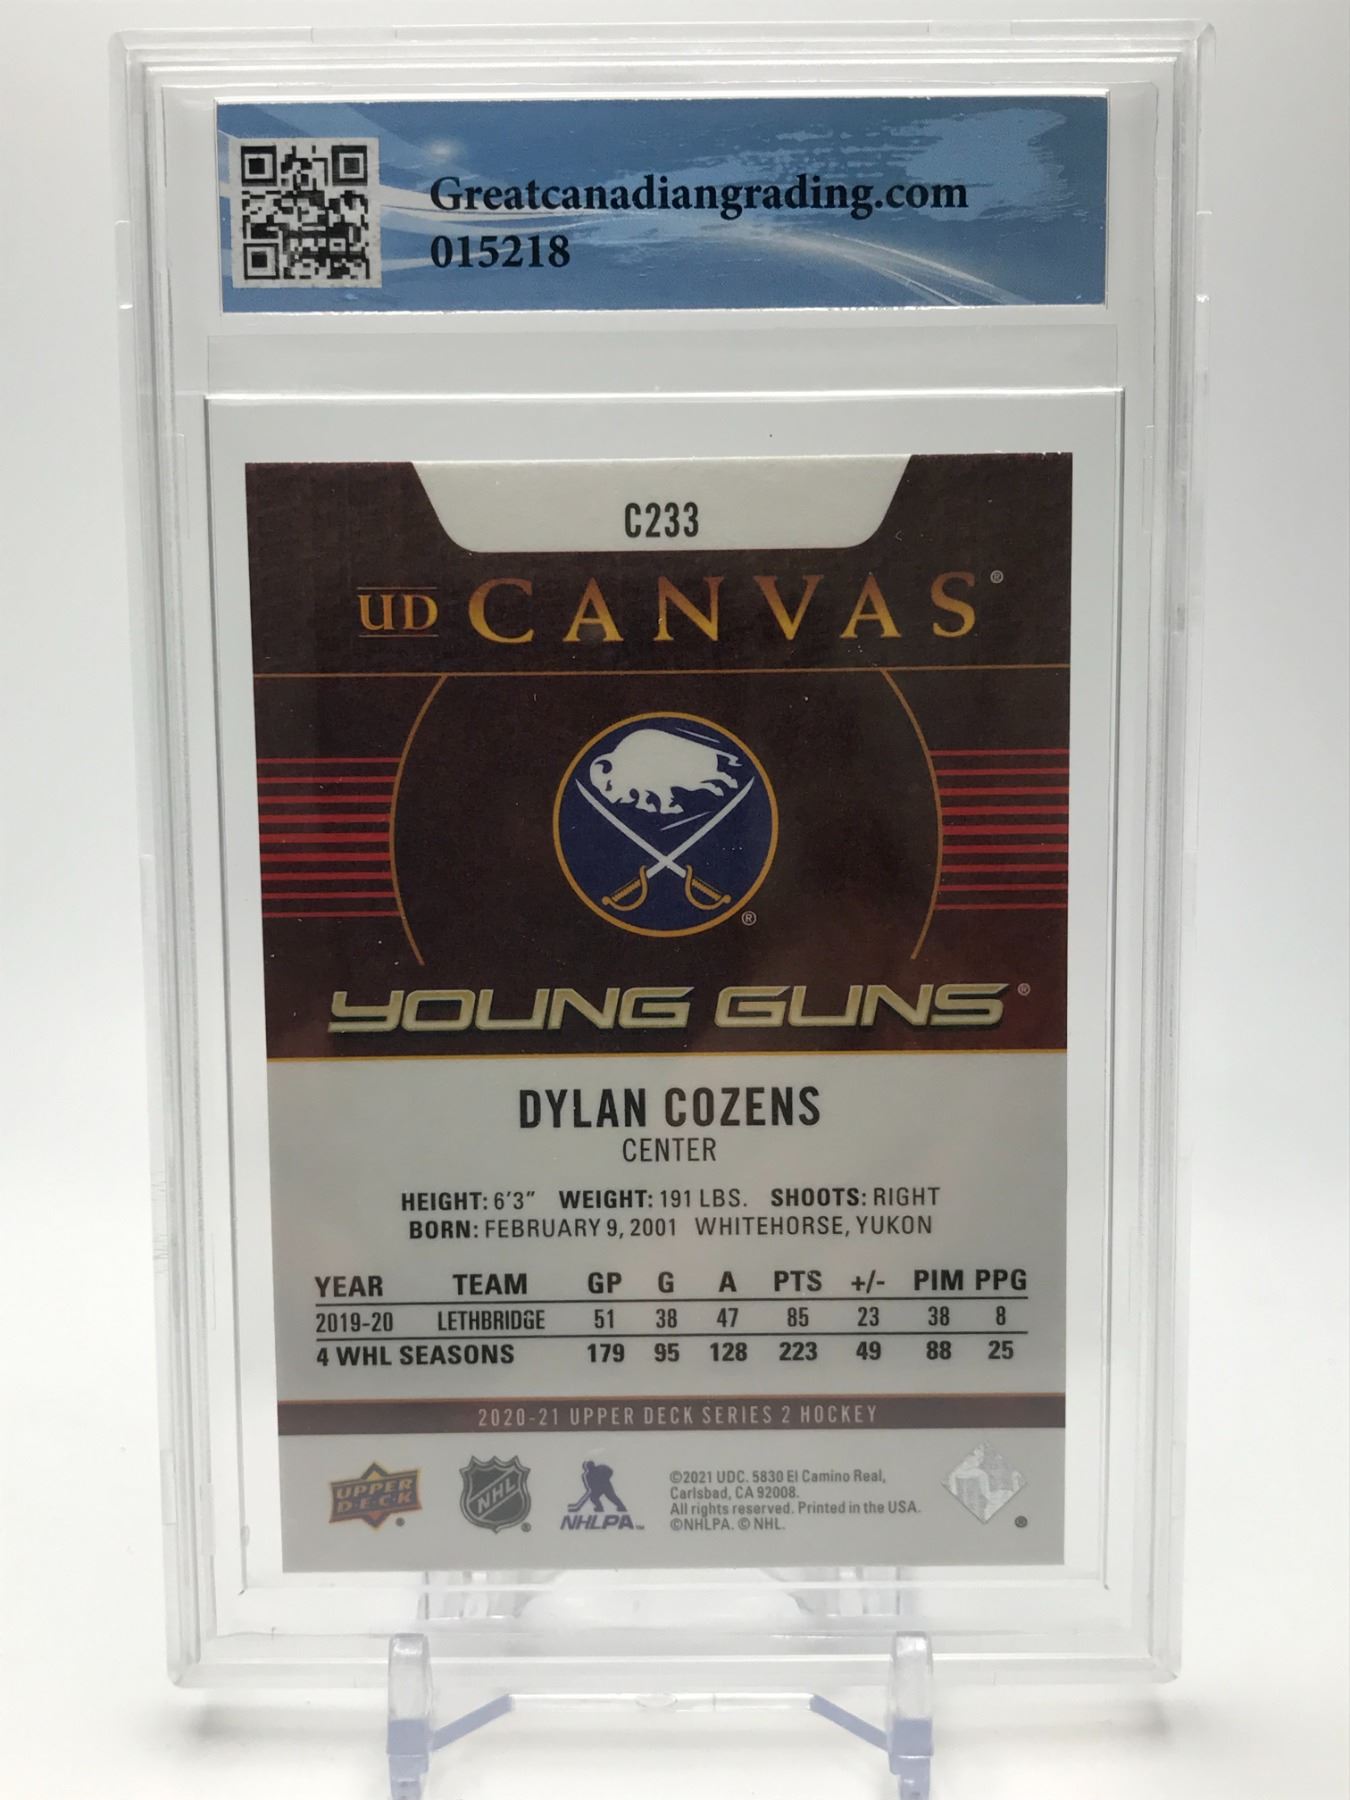 Greatcanadiangrading.com
015218
C233
UD CANVAS®
®
YOUNG GUNS®
DYLAN COZENS
CENTER
HEIGHT: 6'3" WEIGHT: 191 LBS. SHOOTS: RIGHT
BORN: FEBRUARY 9, 2001 WHITEHORSE, YUKON
YEAR TEAM GP G A PTS +/- PIM PPG
2019-20 LETHBRIDGE 51 38 47 85 23 38 8
4 WHL SEASONS 179 95 128 223 49 88 25
2020-21 UPPER DECK SERIES 2 HOCKEY
UPPER
D·E·C·K
NHL
NHLPA™
©2021 UDC. 5830 El Camino Real,
Carlsbad, CA 92008.
All rights reserved. Printed in the USA.
©NHLPA. © NHL.